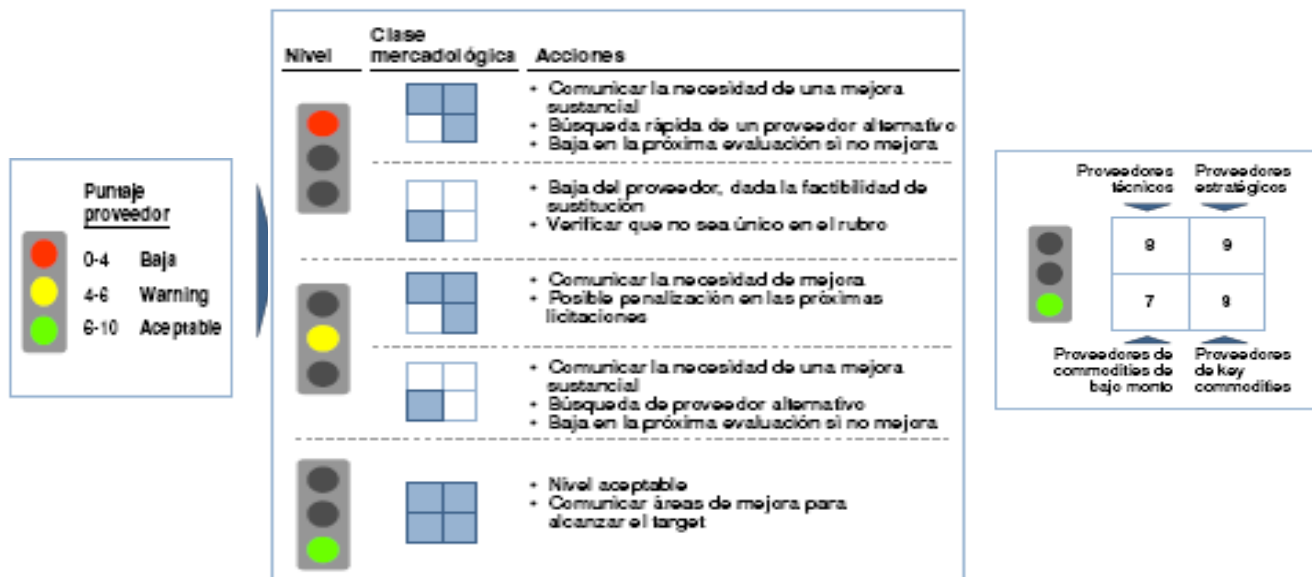 Puntaje
proveedor
0-4 Baja
4-6 Warning
6-10 Aceptable
Nivel
Clase
mercadológica
Acciones
• Comunicar la necesidad de una mejora
sustancial
• Búsqueda rápida de un proveedor alternativo
• Baja en la próxima evaluación si no mejora
• Baja del proveedor, dada la factibilidad de
sustitución
• Verificar que no sea único en el rubro
• Comunicar la necesidad de mejora
• Posible penalización en las próximas
licitaciones
• Comunicar la necesidad de una mejora
sustancial
• Búsqueda de proveedor alternativo
• Baja en la próxima evaluación si no mejora
• Nivel aceptable
• Comunicar áreas de mejora para
alcanzar el target
Proveedores
técnicos
Proveedores
estratégicos
8 9
7 8
Proveedores de
commodities de
bajo monto
Proveedores
de key
commodities